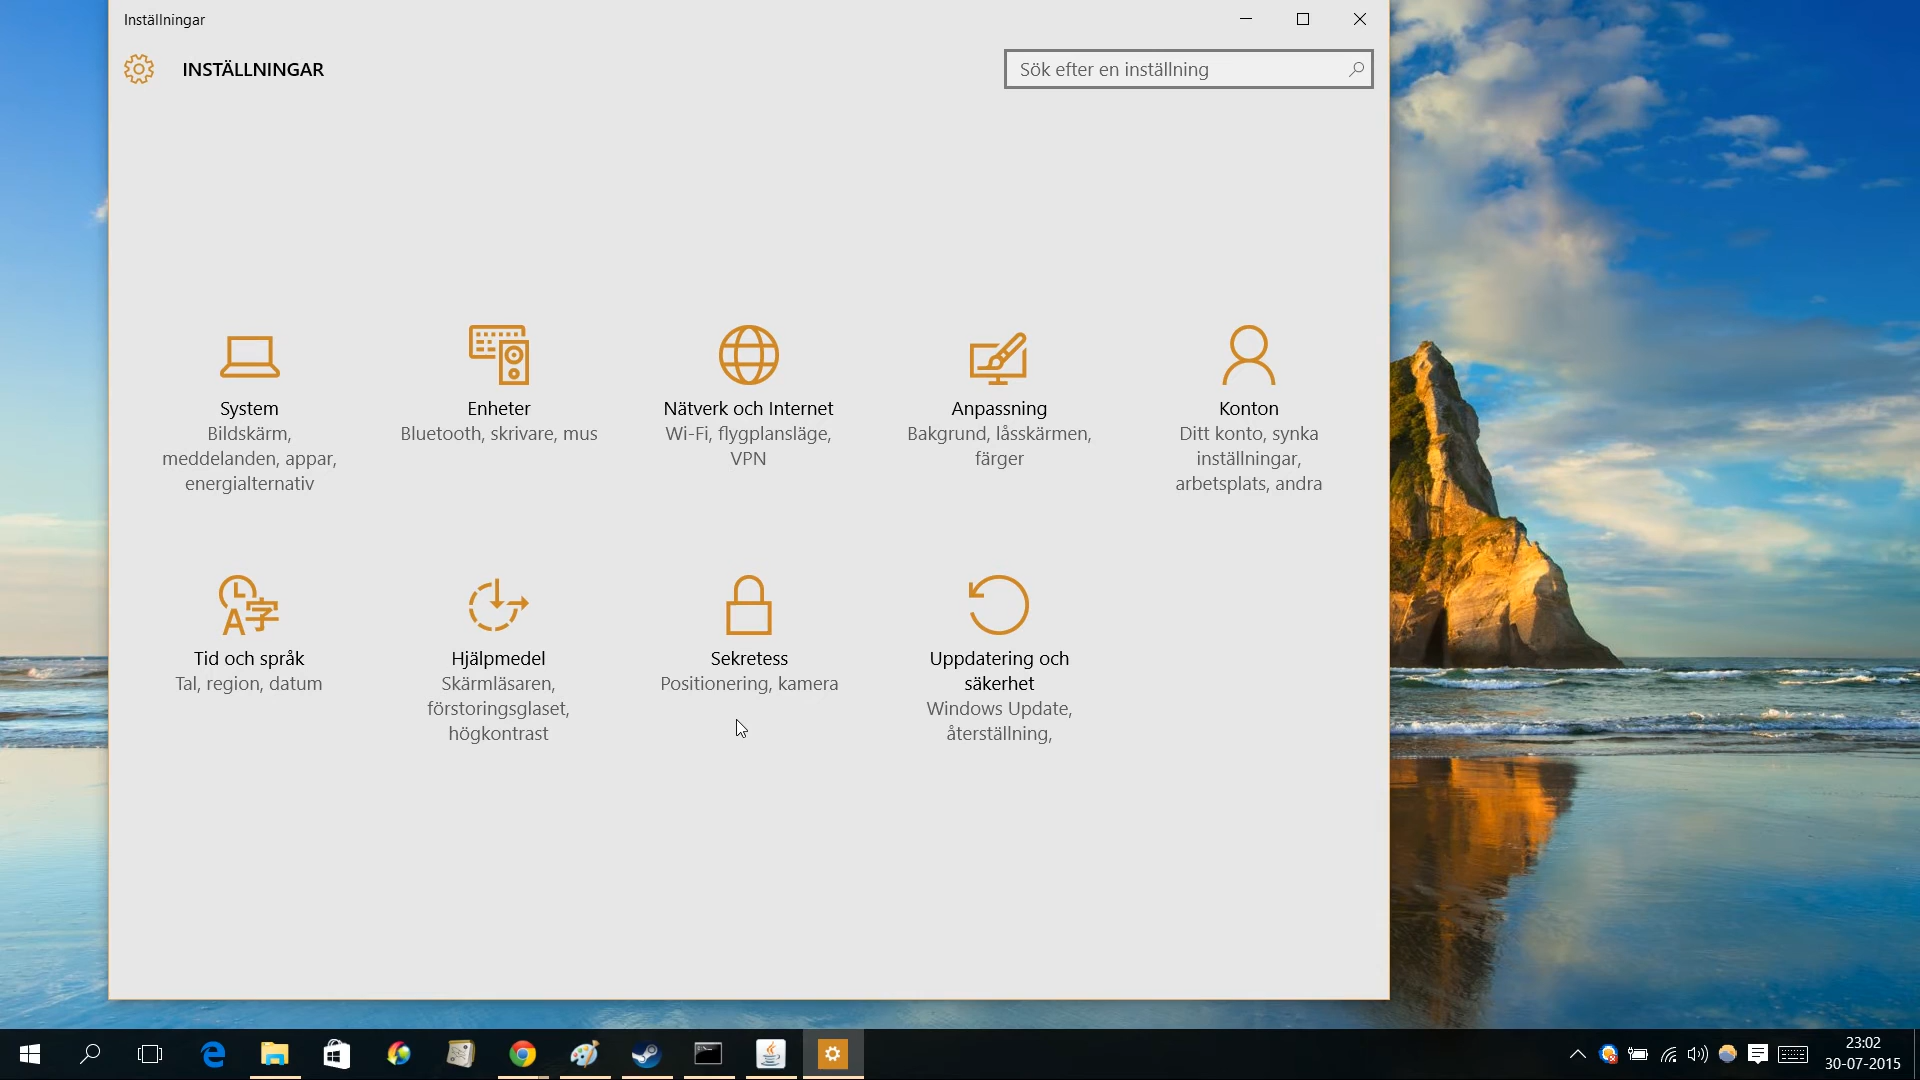 Inställningar
INSTÄLLNINGAR
Sök efter en inställning
System
Bildskärm,
meddelanden, appar,
energialternativ
Enheter
Bluetooth, skrivare, mus
Nätverk och Internet
Wi-Fi, flygplansläge,
VPN
Anpassning
Bakgrund, låsskärmen,
färger
Konton
Ditt konto, synka
inställningar,
arbetsplats, andra
Tid och språk
Tal, region, datum
Hjälpmedel
Skärmläsaren,
förstoringsglaset,
högkontrast
Sekretess
Positionering, kamera
Uppdatering och
säkerhet
Windows Update,
återställning,
23:02
30-07-2015